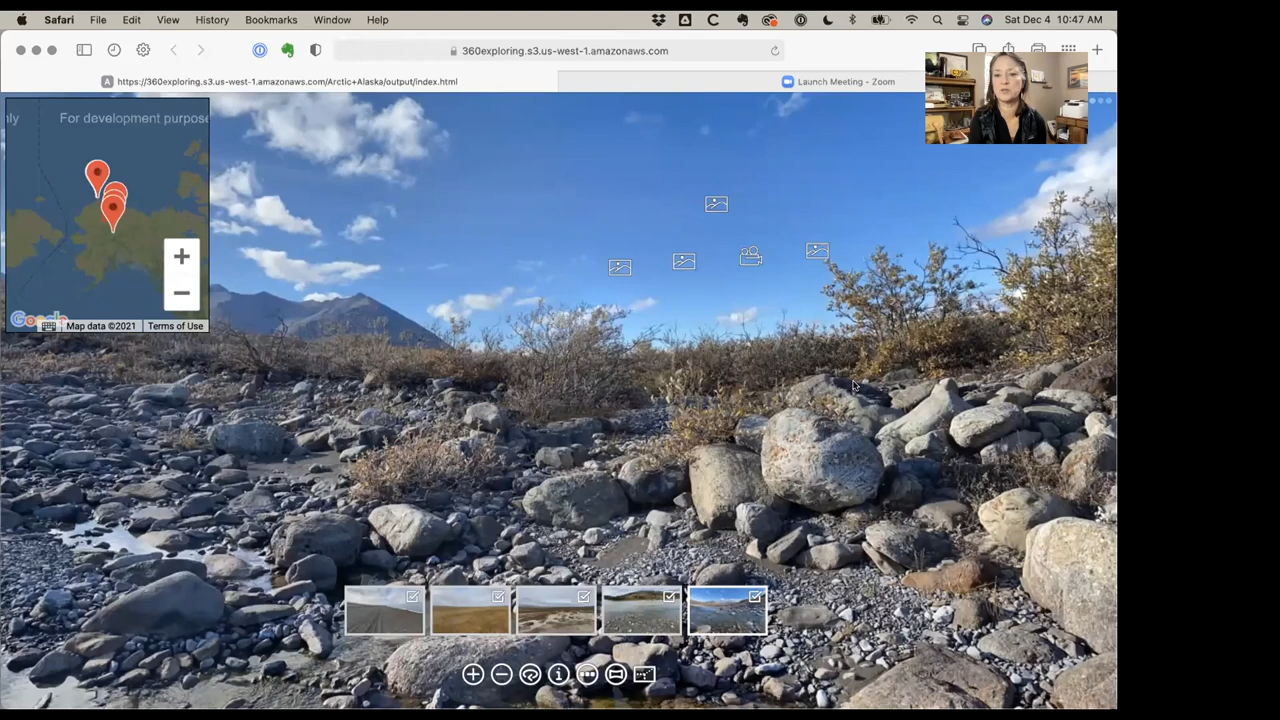 Safari File Edit View History Bookmarks Window Help Sat Dec 4 10:47 AM
360exploring.s3.us-west-1.amazonaws.com
https://360exploring.s3.us-west-1.amazonaws.com/Arctic+Alaska/output/index.html
Launch Meeting - Zoom
nly For development purpose
Google
Map data ©2021 Terms of Use